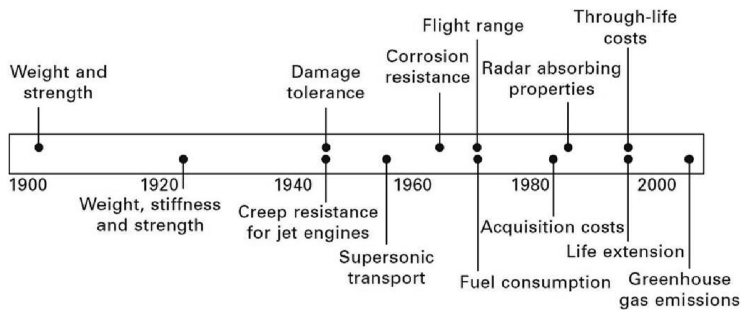 Weight and
strength
Damage
tolerance
Corrosion
resistance
Flight range
Radar absorbing
properties
Through-life
costs
1900
1920
1940
1960
1980
2000
Weight, stiffness
and strength
Creep resistance
for jet engines
Supersonic
transport
Fuel consumption
Acquisition costs
Life extension
Greenhouse
gas emissions